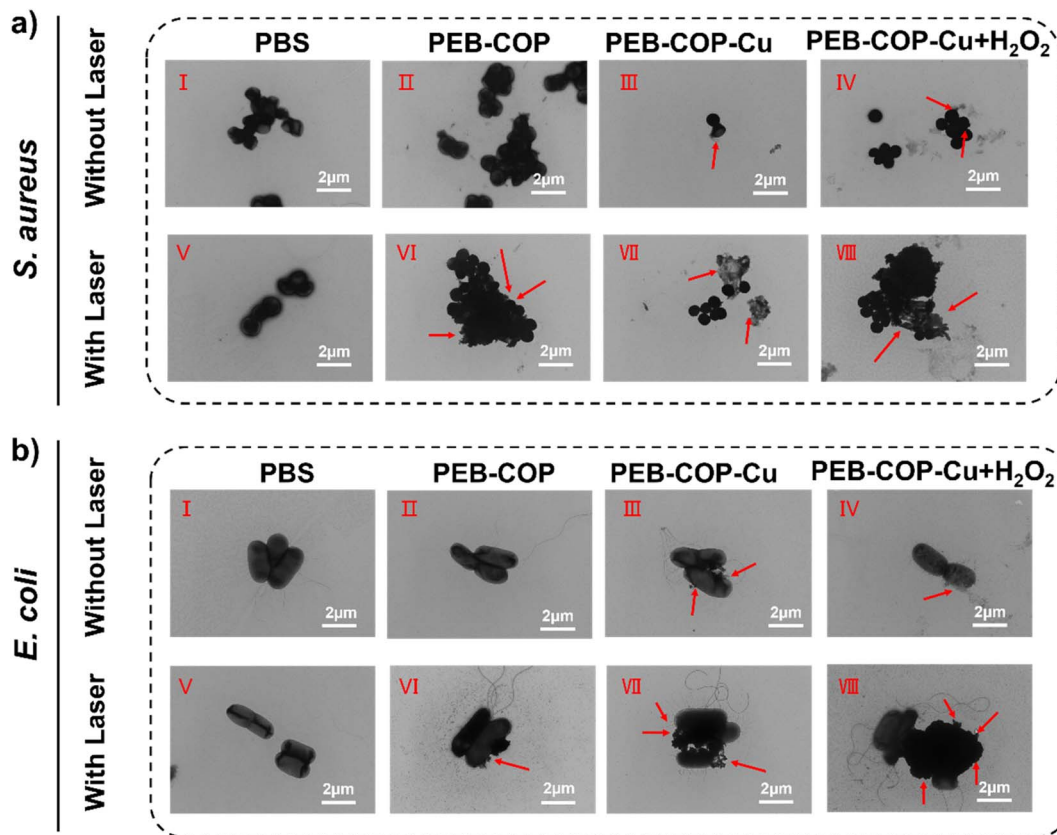 a)
PBS PEB-COP PEB-COP-Cu PEB-COP-Cu+H₂O₂
S. aureus
Without Laser
Ⅰ Ⅱ Ⅲ Ⅳ
2μm 2μm 2μm 2μm
With Laser
Ⅴ Ⅵ Ⅶ Ⅷ
2μm 2μm 2μm 2μm
b)
PBS PEB-COP PEB-COP-Cu PEB-COP-Cu+H₂O₂
E. coli
Without Laser
Ⅰ Ⅱ Ⅲ Ⅳ
2μm 2μm 2μm 2μm
With Laser
Ⅴ Ⅵ Ⅶ Ⅷ
2μm 2μm 2μm 2μm